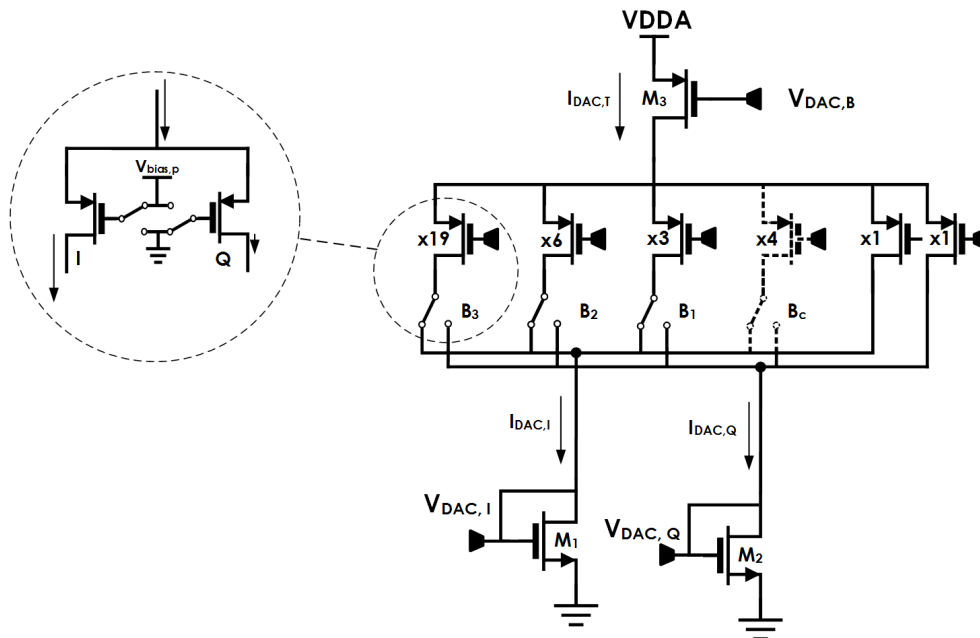 VDDA
IDAC,T
M3
VDAC,B
Vbias,p
I
Q
x19
x6
x3
x4
x1
x1
B3
B2
B1
Bc
IDAC,I
IDAC,Q
VDAC, I
M1
VDAC, Q
M2